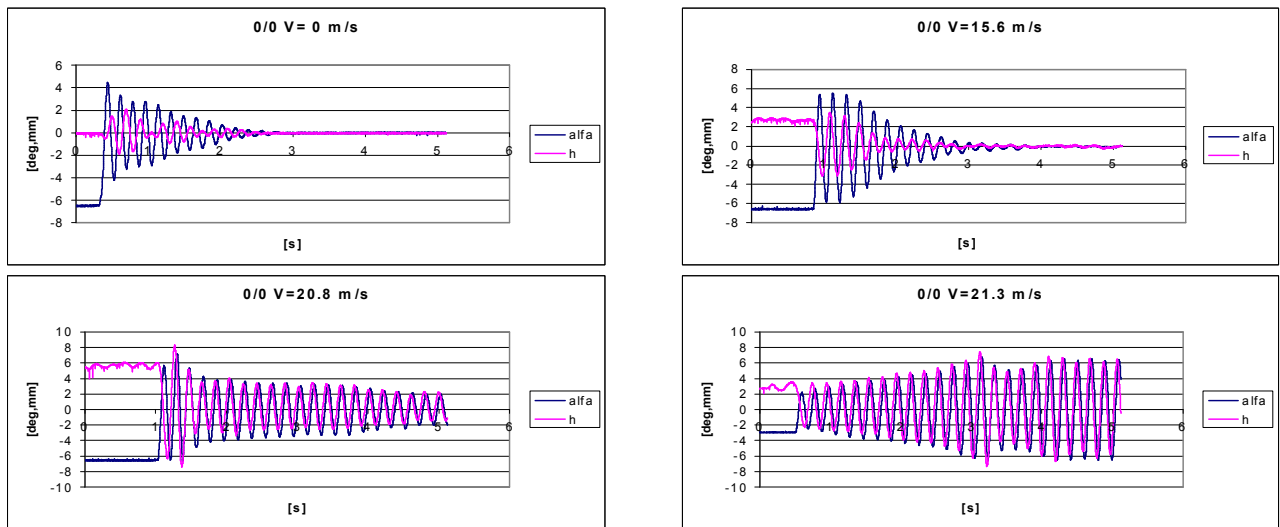 0/0 V= 0 m/s
6
4
2
0
-2
-4
-6
-8
0 1 2 3 4 5 6
[deg,mm]
[s]
alfa
h
0/0 V=15.6 m/s
8
6
4
2
0
-2
-4
-6
-8
0 1 2 3 4 5 6
[deg,mm]
[s]
alfa
h
0/0 V=20.8 m/s
10
8
6
4
2
0
-2
-4
-6
-8
-10
0 1 2 3 4 5 6
[deg,mm]
[s]
alfa
h
0/0 V=21.3 m/s
10
8
6
4
2
0
-2
-4
-6
-8
-10
0 1 2 3 4 5 6
[deg,mm]
[s]
alfa
h